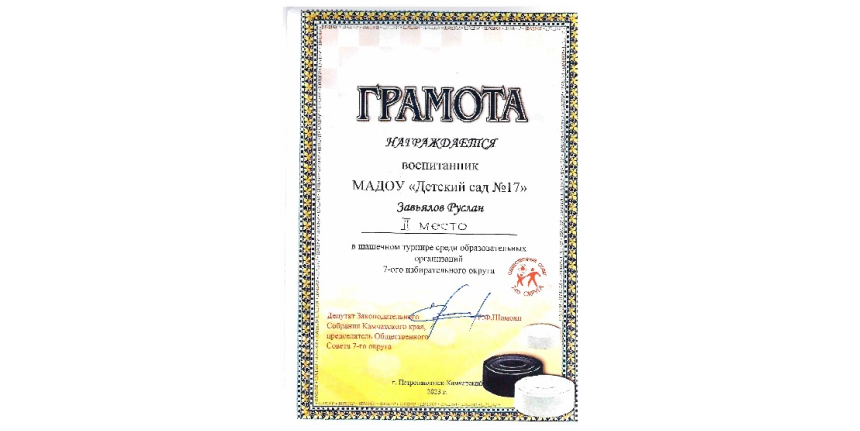 ГРАМОТА
НАГРАЖДАЕТСЯ
воспитанник
МАДОУ «Детский сад №17»
Завьялов Руслан
II место
в шашечном турнире среди образовательных
организаций
7-ого избирательного округа
Депутат Законодательного
Собрания Камчатского края,
председатель Общественного
Совета 7-го округа
г. Петропавловск-Камчатский
2023 г.